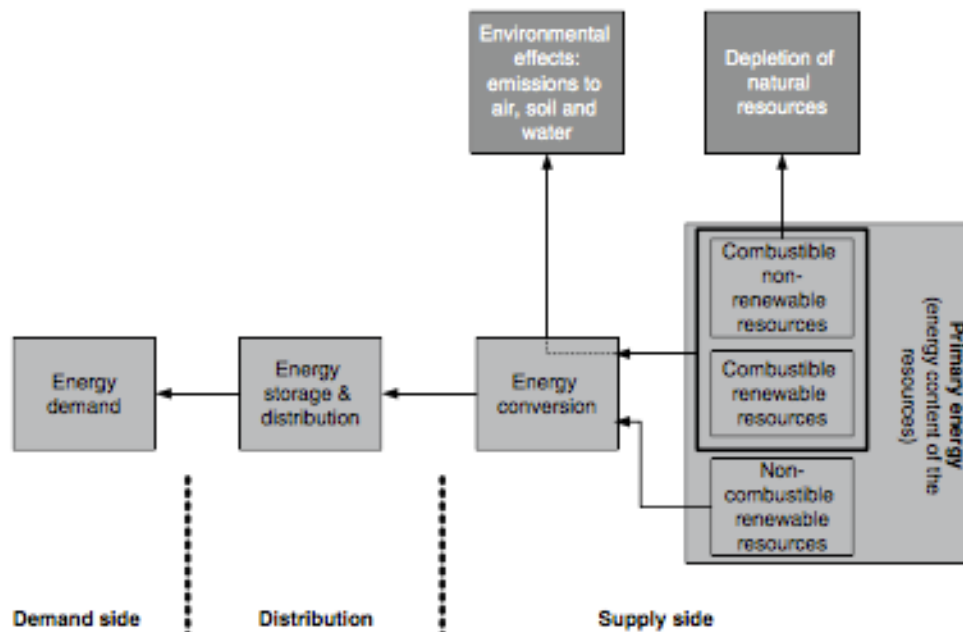 Environmental
effects:
emissions to
air, soil and
water
Depletion of
natural
resources
Combustible
non-
renewable
resources
Combustible
renewable
resources
Non-
combustible
renewable
resources
Primary energy
(energy content of the
resources)
Energy
demand
Energy
storage &
distribution
Energy
conversion
Demand side
Distribution
Supply side